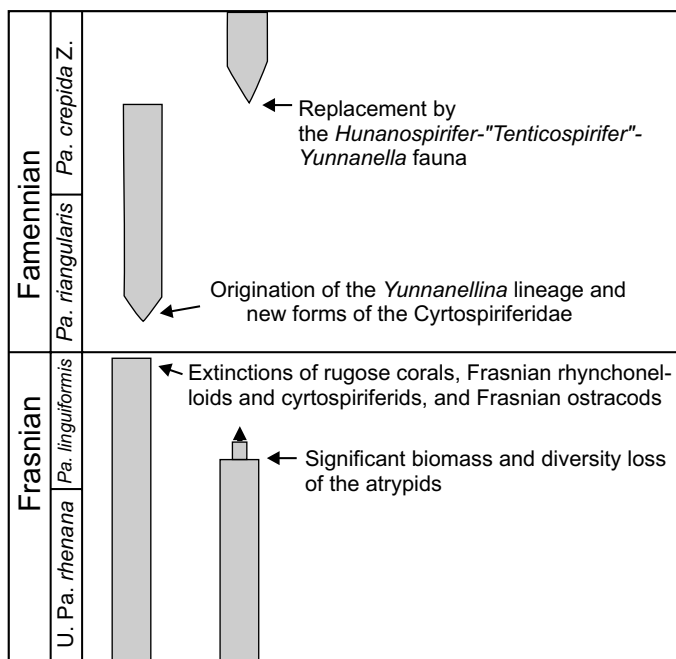 Famennian
Pa. crepida Z.
Pa. riangularis
Frasnian
Pa. linguiformis
U. Pa. rhenana
Replacement by
the Hunanospirifer-"Tenticospirifer"-
Yunnanella fauna
Origination of the Yunnanellina lineage and
new forms of the Cyrtospiriferidae
Extinctions of rugose corals, Frasnian rhynchonel-
loids and cyrtospiriferids, and Frasnian ostracods
Significant biomass and diversity loss
of the atrypids